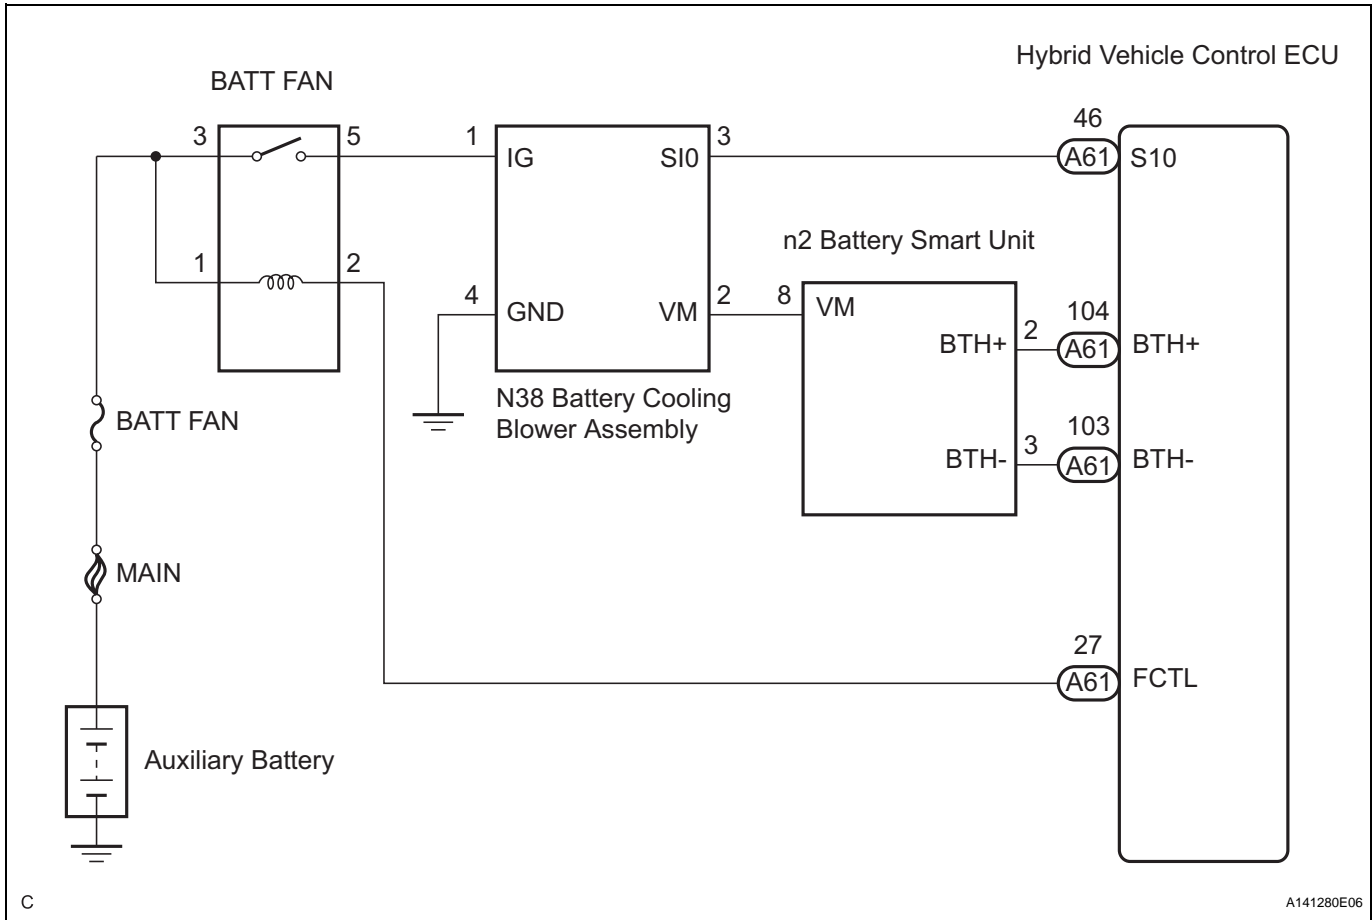 Hybrid Vehicle Control ECU
BATT FAN
3
5
1
IG
SI0
3
46
A61
S10
1
2
4
GND
VM
2
n2 Battery Smart Unit
8
VM
BTH+
2
104
A61
BTH+
BTH-
3
103
A61
BTH-
N38 Battery Cooling
Blower Assembly
BATT FAN
MAIN
27
A61
FCTL
Auxiliary Battery
C
A141280E06